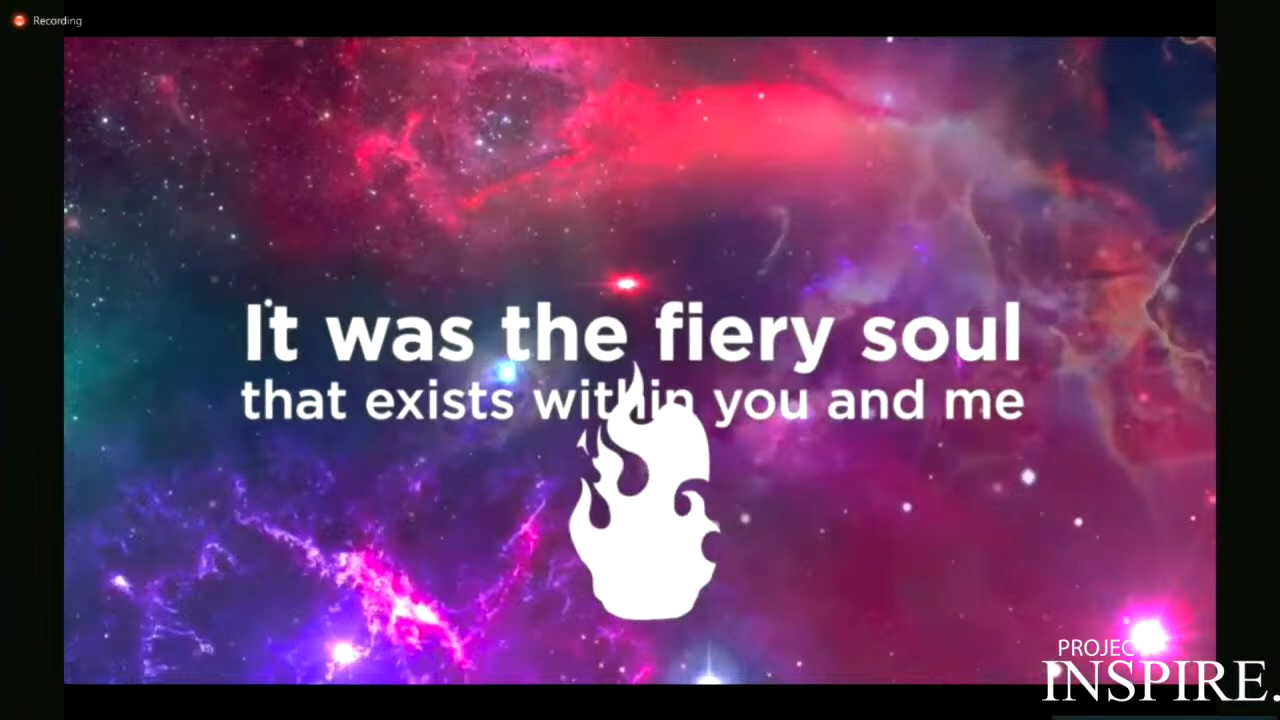 Recording
It was the fiery soul
that exists within you and me
PROJECT
INSPIRE.